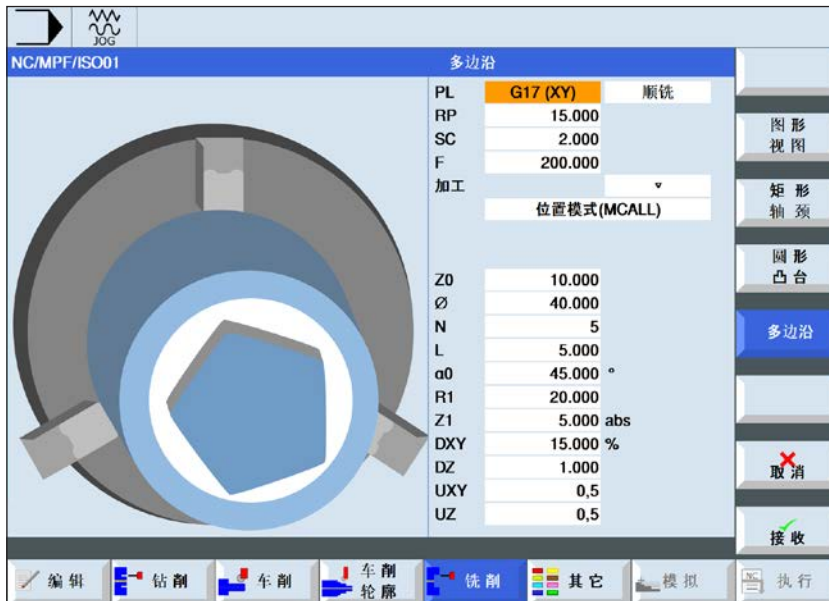 JOG
NC/MPF/ISO01 多边沿
PL G17 (XY) 顺铣
RP 15.000
SC 2.000
F 200.000
加工 ▿
位置模式(MCALL)
Z0 10.000
Ø 40.000
N 5
L 5.000
α0 45.000 °
R1 20.000
Z1 5.000 abs
DXY 15.000 %
DZ 1.000
UXY 0,5
UZ 0,5
图形
视图
矩形
轴颈
圆形
凸台
多边沿
取消
接收
编辑
钻削
车削
车削
轮廓
铣削
其它
模拟
NC
执行